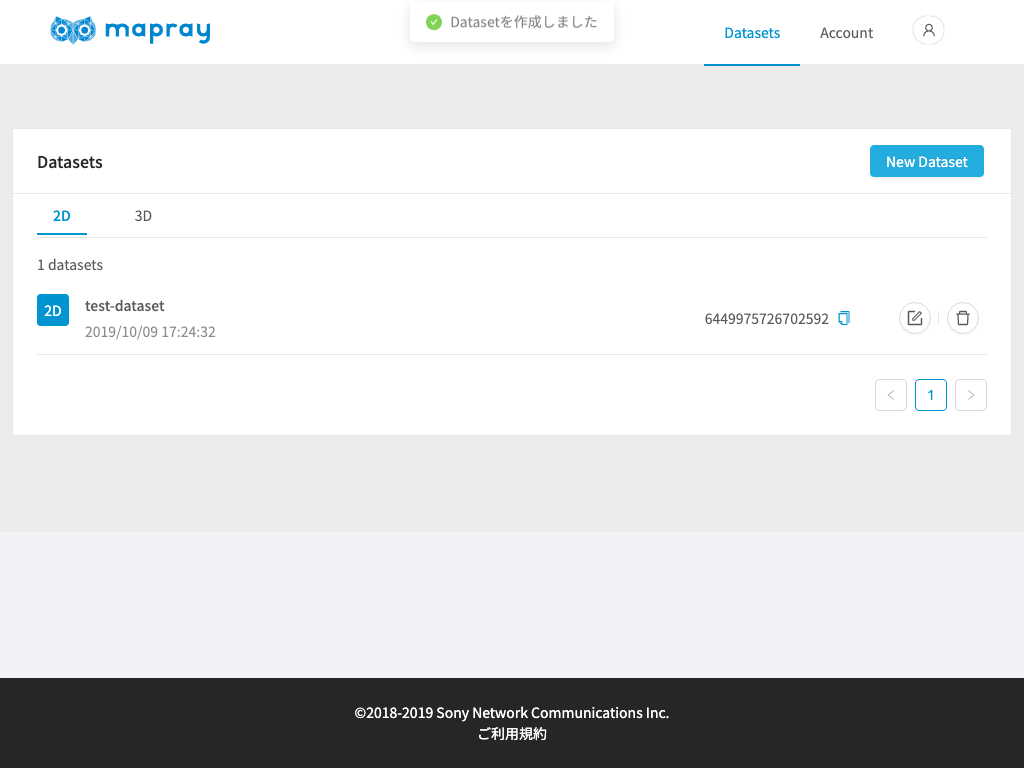 mapray
Datasetを作成しました
Datasets
Account
Datasets
New Dataset
2D
3D
1 datasets
2D
test-dataset
2019/10/09 17:24:32
6449975726702592
<
1
>
©2018-2019 Sony Network Communications Inc.
ご利用規約